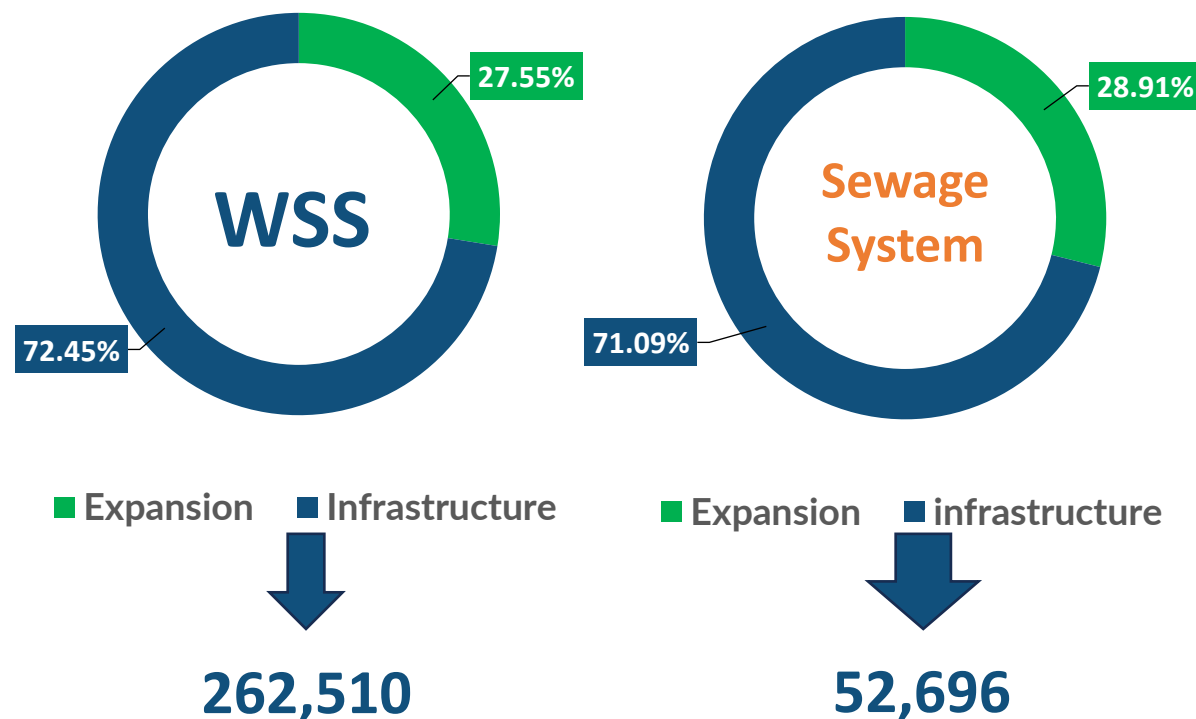 27.55%
WSS
72.45%
Expansion Infrastructure
262,510
28.91%
Sewage
System
71.09%
Expansion infrastructure
52,696